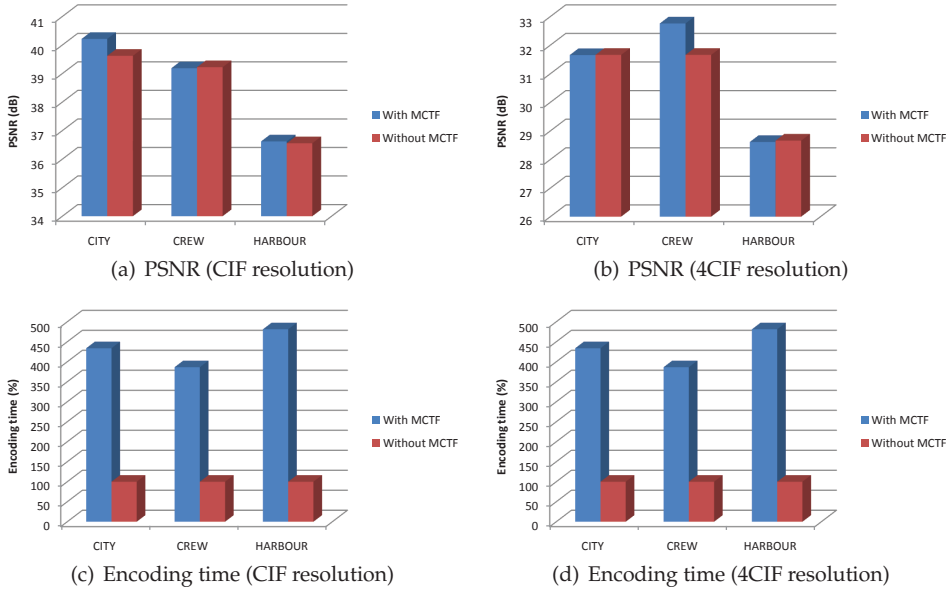 41
40
39
38
37
36
35
34
PSNR (dB)
CITY
CREW
HARBOUR
With MCTF
Without MCTF
(a) PSNR (CIF resolution)
33
32
31
30
29
28
27
26
PSNR (dB)
CITY
CREW
HARBOUR
With MCTF
Without MCTF
(b) PSNR (4CIF resolution)
500
450
400
350
300
250
200
150
100
50
0
Encoding time (%)
CITY
CREW
HARBOUR
With MCTF
Without MCTF
(c) Encoding time (CIF resolution)
500
450
400
350
300
250
200
150
100
50
0
Encoding time (%)
CITY
CREW
HARBOUR
With MCTF
Without MCTF
(d) Encoding time (4CIF resolution)